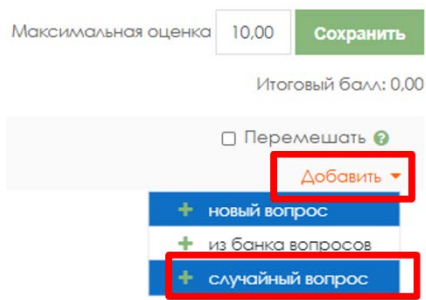 Максимальная оценка 10,00 Сохранить
Итоговый балл: 0,00
Перемешать ?
Добавить
+ новый вопрос
+ из банка вопросов
+ случайный вопрос